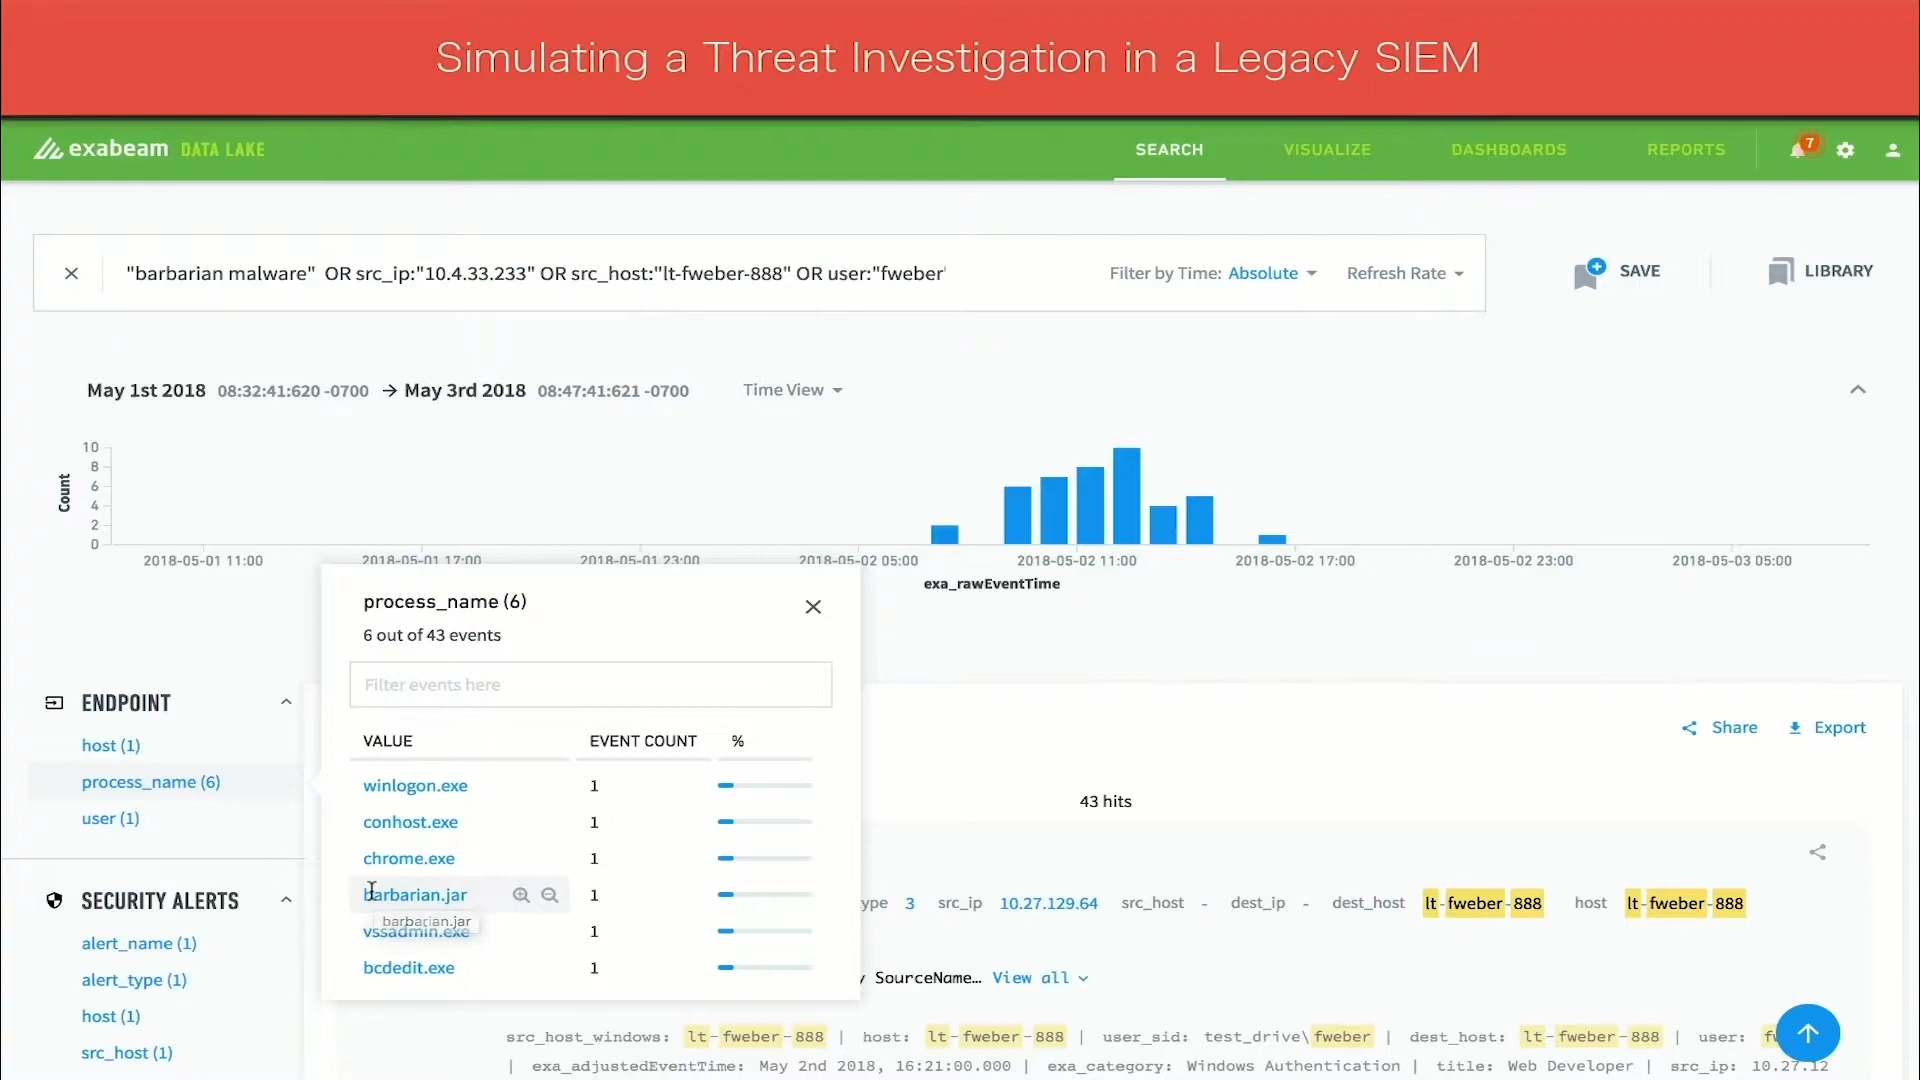 Simulating a Threat Investigation in a Legacy SIEM
exabeam DATA LAKE
SEARCH VISUALIZE DASHBOARDS REPORTS 7
"barbarian malware" OR src_ip:"10.4.33.233" OR src_host:"lt-fweber-888" OR user:"fweber'
Filter by Time: Absolute Refresh Rate SAVE LIBRARY
May 1st 2018 08:32:41:620 -0700 → May 3rd 2018 08:47:41:621 -0700 Time View
Count
10
8
6
4
2
0
2018-05-01 11:00 2018-05-01 17:00 2018-05-01 23:00 2018-05-02 05:00 2018-05-02 11:00 2018-05-02 17:00 2018-05-02 23:00 2018-05-03 05:00
exa_rawEventTime
process_name (6)
6 out of 43 events
Filter events here
VALUE EVENT COUNT %
winlogon.exe 1
conhost.exe 1
chrome.exe 1
barbarian.jar 1
barbarian.jar
vssadmin.exe 1
bcdedit.exe 1
ENDPOINT
host (1)
process_name (6)
user (1)
SECURITY ALERTS
alert_name (1)
alert_type (1)
host (1)
src_host (1)
Share Export
43 hits
ype 3 src_ip 10.27.129.64 src_host - dest_ip - dest_host lt-fweber-888 host lt-fweber-888
y SourceName... View all
src_host_windows: lt-fweber-888 | host: lt-fweber-888 | user_sid: test_drive\fweber | dest_host: lt-fweber-888 | user:
| exa_adjustedEventTime: May 2nd 2018, 16:21:00.000 | exa_category: Windows Authentication | title: Web Developer | src_ip: 10.27.12